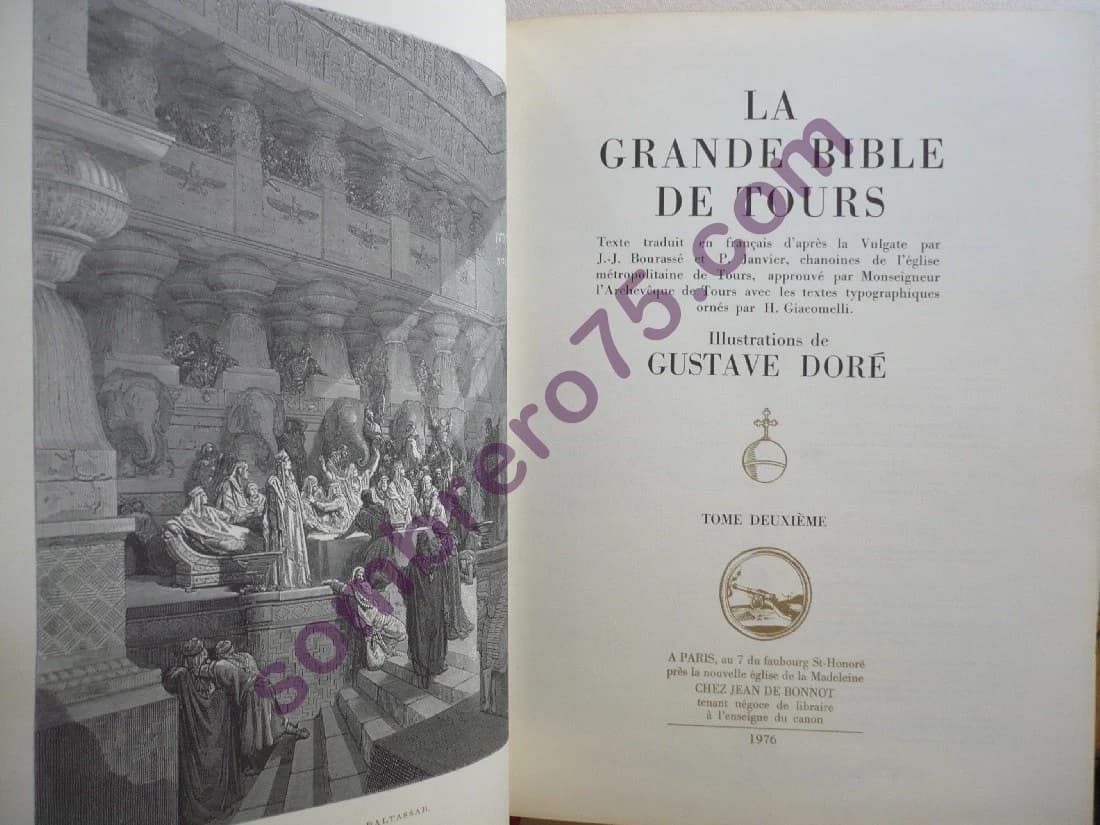 BALTASSAR.
LA
GRANDE BIBLE
DE TOURS
Texte traduit en français d'après la Vulgate par
J.-J. Bourassé et P. Janvier, chanoines de l'église
métropolitaine de Tours, approuvé par Monseigneur
l'Archevêque de Tours avec les textes typographiques
ornés par H. Giacomelli.
Illustrations de
GUSTAVE DORÉ
TOME DEUXIÈME
A PARIS, au 7 du faubourg St-Honoré
près la nouvelle église de la Madeleine
CHEZ JEAN DE BONNOT
tenant négoce de libraire
à l'enseigne du canon
1976
sombrero75.com